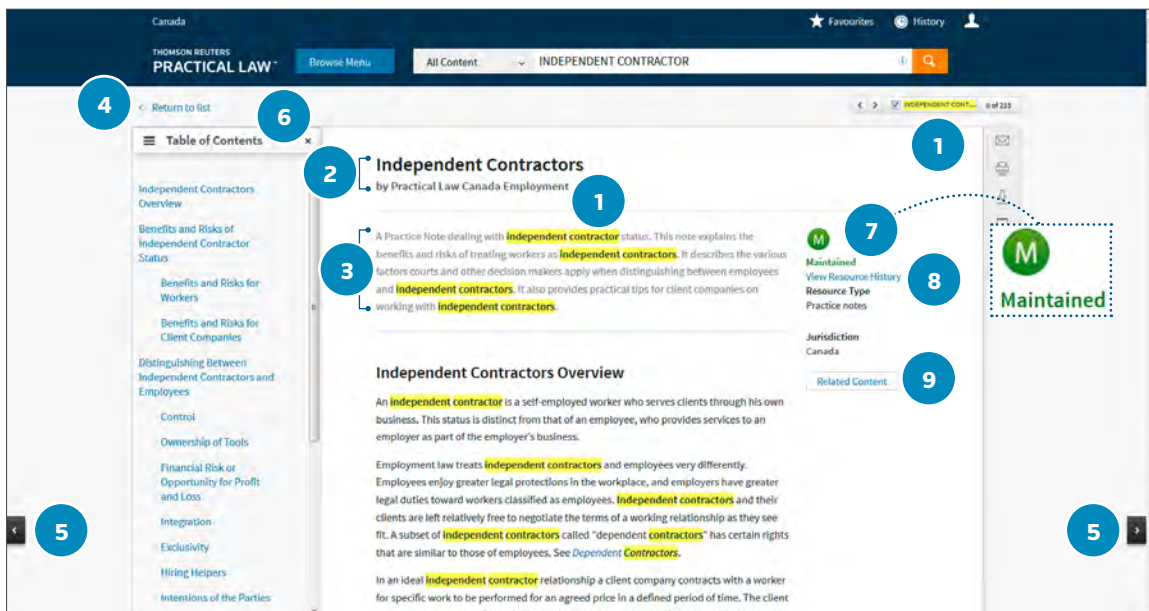 Canada
Favourites
History
THOMSON REUTERS
PRACTICAL LAW™
Browse Menu
All Content
INDEPENDENT CONTRACTOR
4
Return to list
6
INDEPENDENT CONT...
0 of 215
1
Table of Contents
×
Independent Contractors
Overview
Benefits and Risks of
Independent Contractor
Status
Benefits and Risks for
Workers
Benefits and Risks for
Client Companies
Distinguishing Between
Independent Contractors and
Employees
Control
Ownership of Tools
Financial Risk or
Opportunity for Profit
and Loss
Integration
Exclusivity
Hiring Helpers
Intentions of the Parties
5
2
Independent Contractors
by Practical Law Canada Employment
1
3
A Practice Note dealing with independent contractor status. This note explains the
benefits and risks of treating workers as independent contractors. It describes the various
factors courts and other decision makers apply when distinguishing between employees
and independent contractors. It also provides practical tips for client companies on
working with independent contractors.
Independent Contractors Overview
An independent contractor is a self-employed worker who serves clients through his own
business. This status is distinct from that of an employee, who provides services to an
employer as part of the employer's business.
Employment law treats independent contractors and employees very differently.
Employees enjoy greater legal protections in the workplace, and employers have greater
legal duties toward workers classified as employees. Independent contractors and their
clients are left relatively free to negotiate the terms of a working relationship as they see
fit. A subset of independent contractors called "dependent contractors" has certain rights
that are similar to those of employees. See Dependent Contractors.
In an ideal independent contractor relationship a client company contracts with a worker
for specific work to be performed for an agreed price in a defined period of time. The client
M
Maintained
7
View Resource History
8
Resource Type
Practice notes
Jurisdiction
Canada
Related Content
9
M
Maintained
5